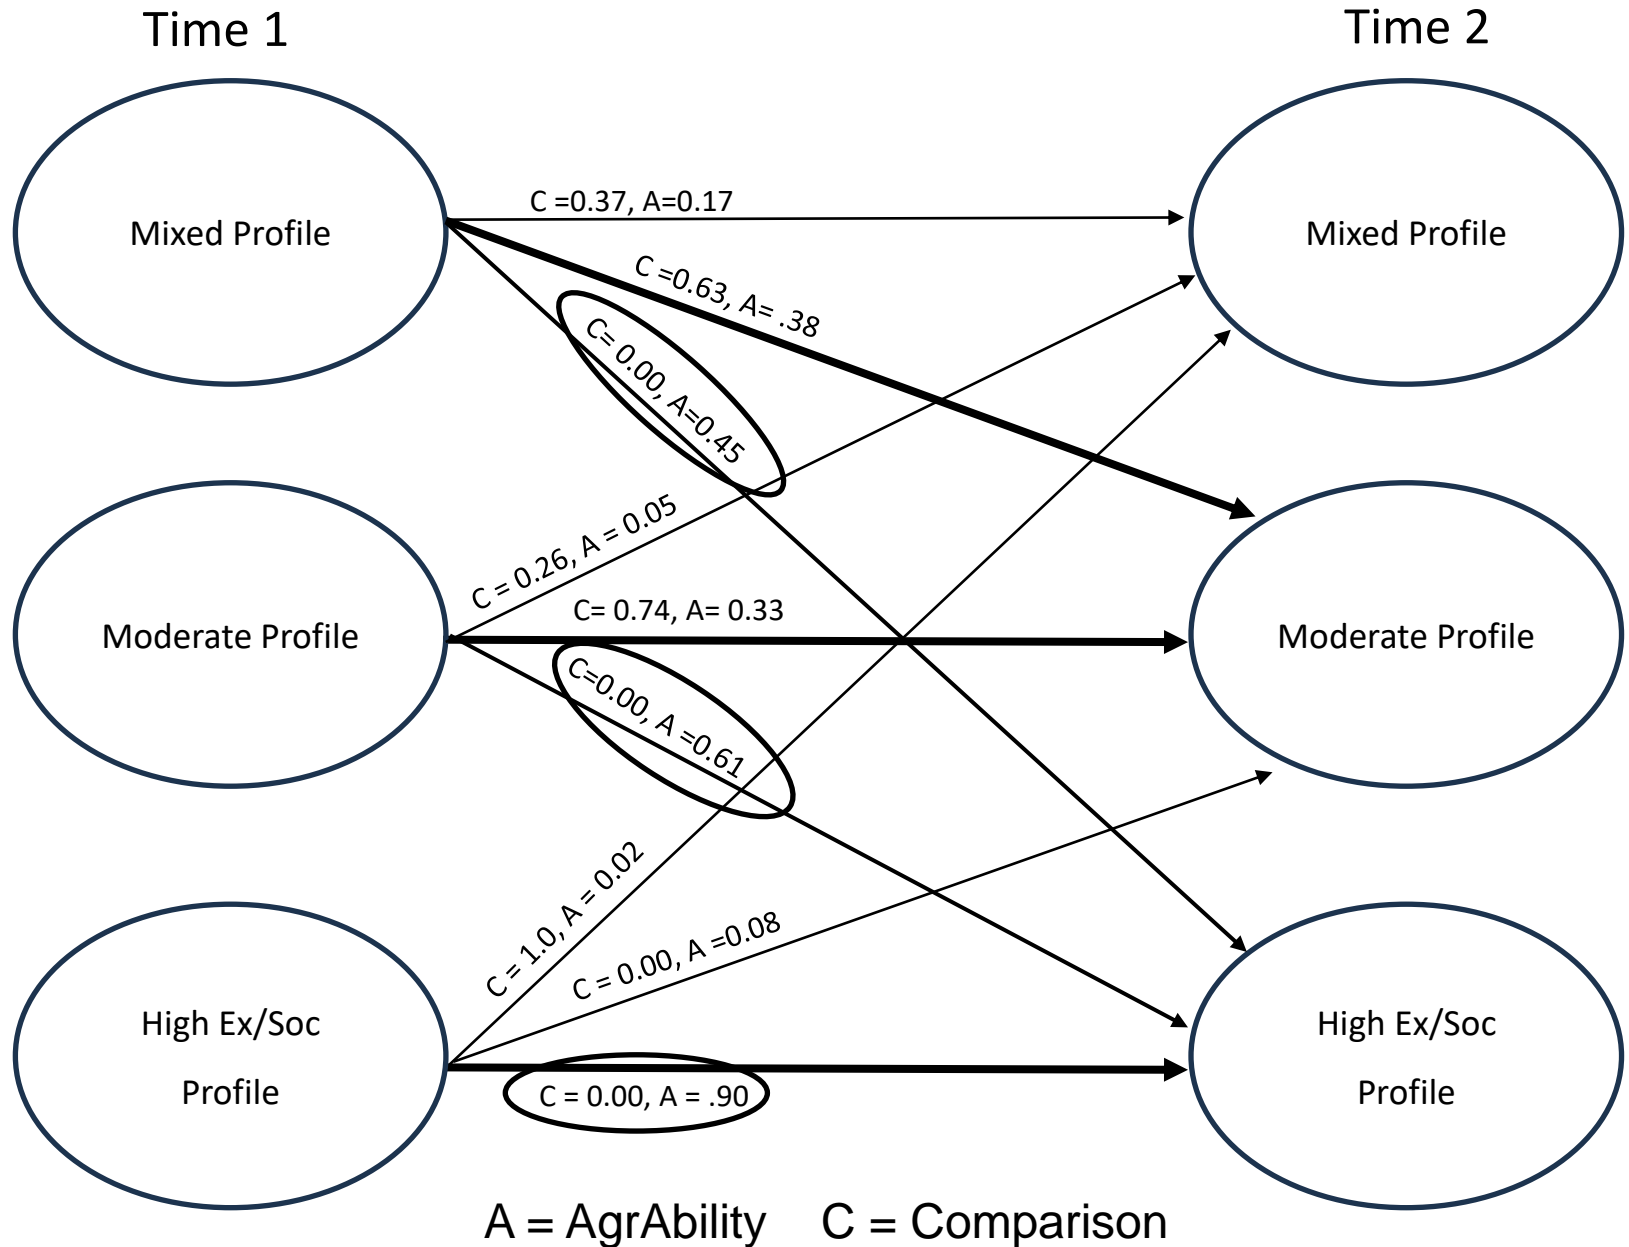 Time 1
Time 2
Mixed Profile
C =0.37, A=0.17
Mixed Profile
C =0.63, A= .38
C= 0.00, A=0.45
C = 0.26, A = 0.05
C= 0.74, A= 0.33
Moderate Profile
Moderate Profile
C=0.00, A =0.61
C = 1.0, A = 0.02
C = 0.00, A =0.08
High Ex/Soc
Profile
High Ex/Soc
Profile
C = 0.00, A = .90
A = AgrAbility C = Comparison